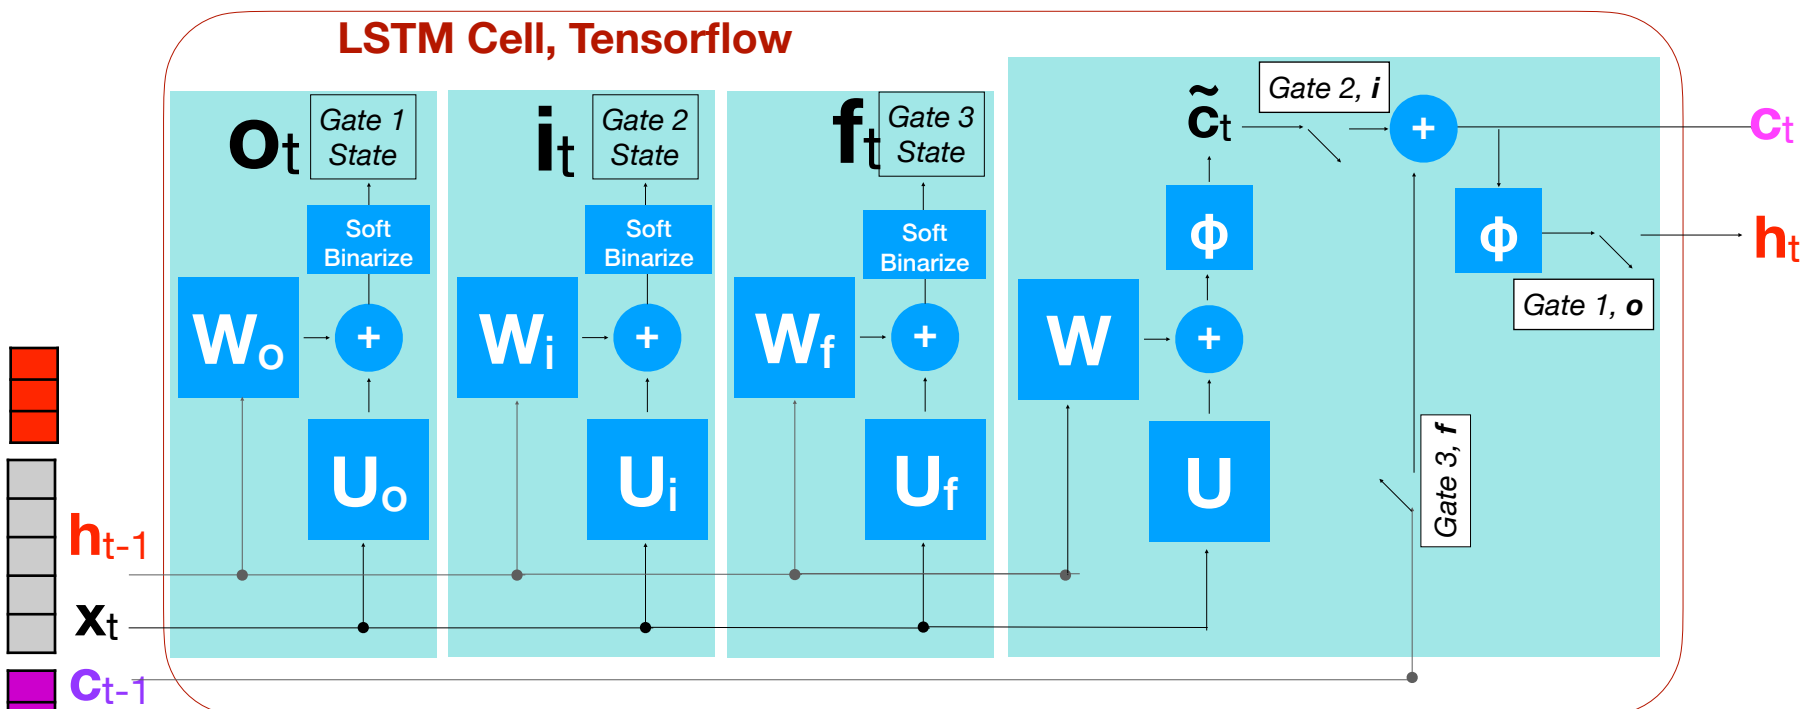 LSTM Cell, Tensorflow
ot
Gate 1
State
it
Gate 2
State
ft
Gate 3
State
c̃t
Gate 2, i
+
ct
Soft
Binarize
Soft
Binarize
Soft
Binarize
ϕ
ϕ
ht
Gate 1, o
Wo
+
Wi
+
Wf
+
W
+
Uo
Ui
Uf
U
Gate 3, f
ht-1
xt
ct-1